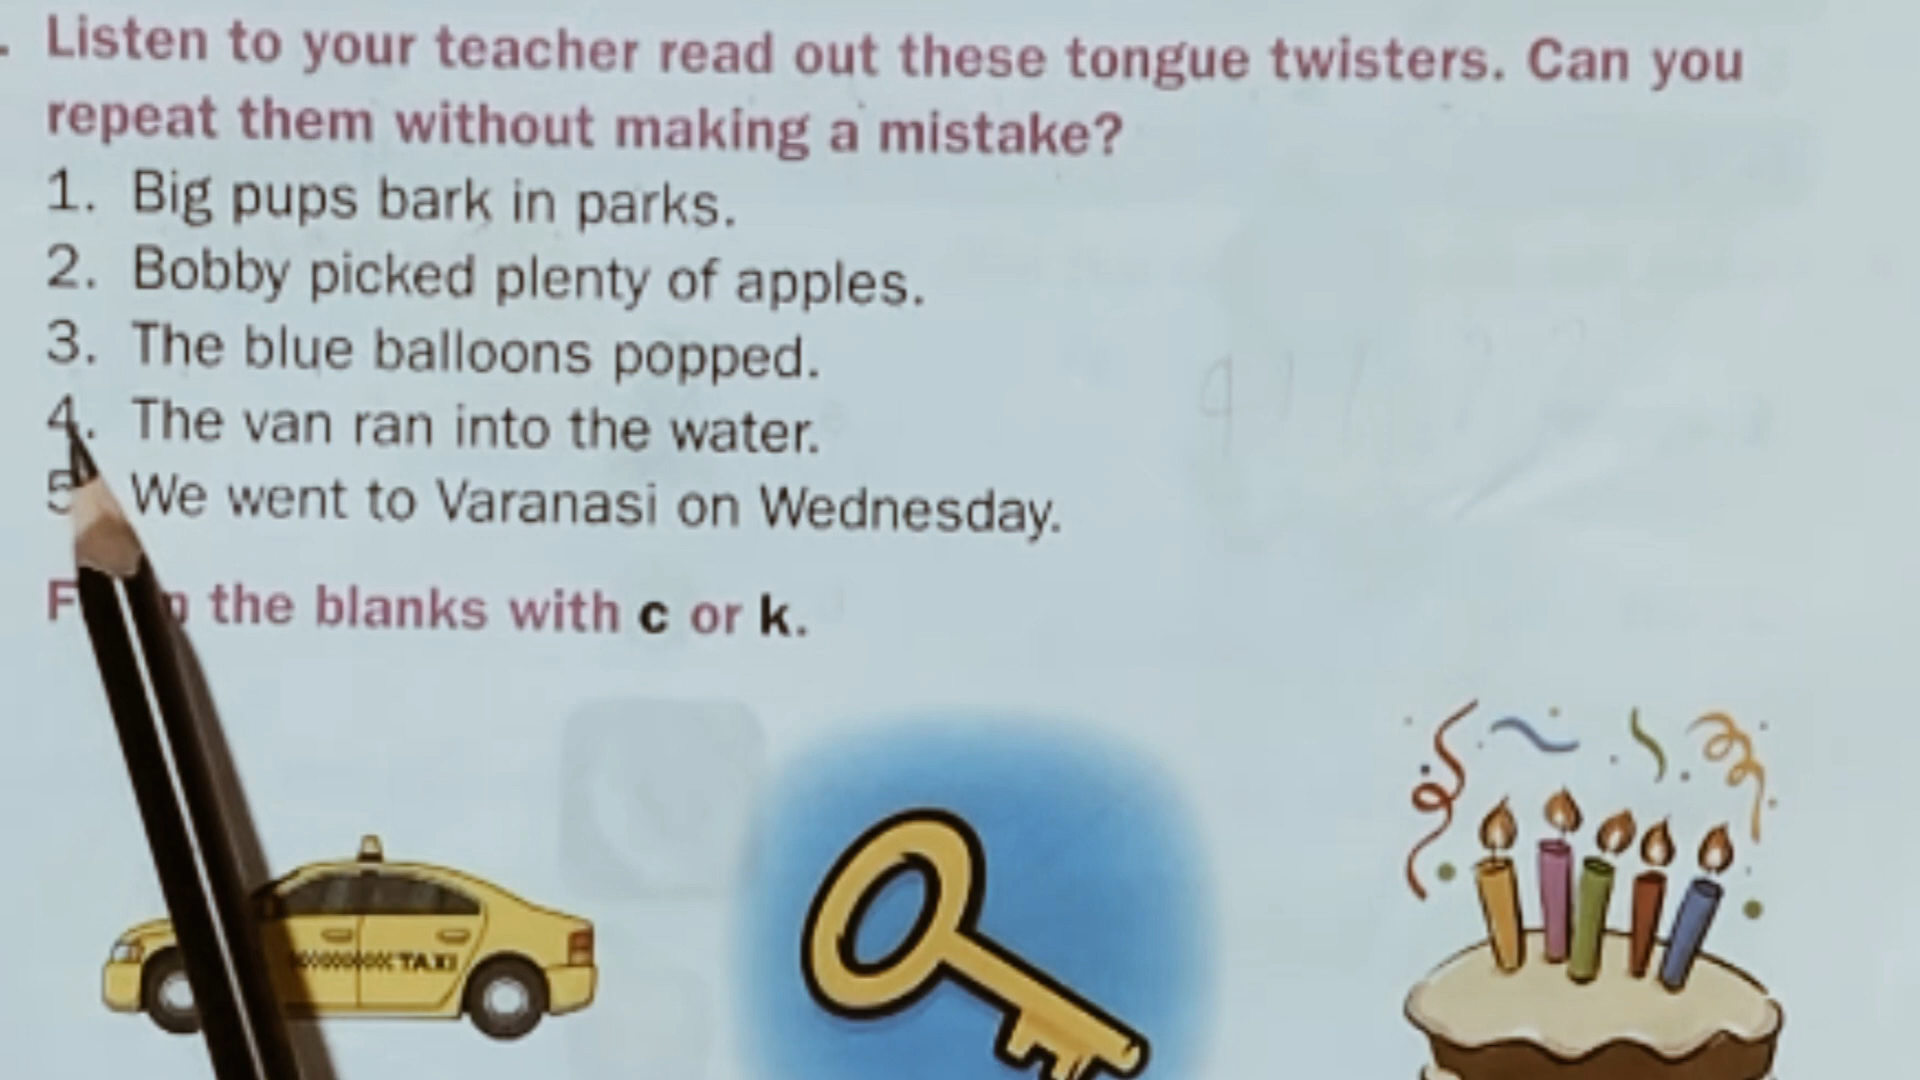 Listen to your teacher read out these tongue twisters. Can you
repeat them without making a mistake?
1. Big pups bark in parks.
2. Bobby picked plenty of apples.
3. The blue balloons popped.
4. The van ran into the water.
5 We went to Varanasi on Wednesday.
the blanks with c or k.
TAXI